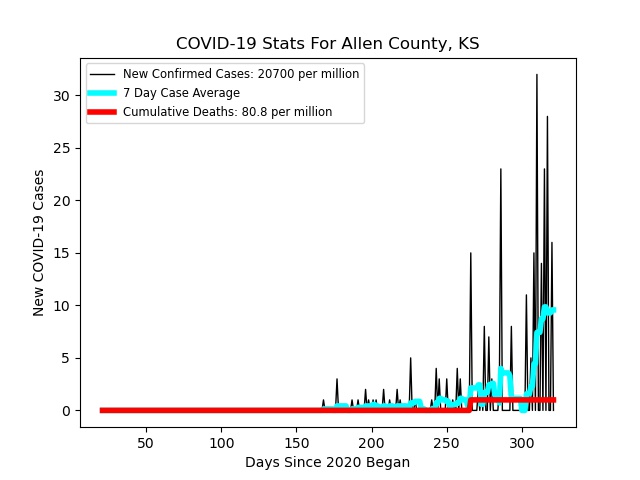 COVID-19 Stats For Allen County, KS
New Confirmed Cases: 20700 per million
7 Day Case Average
Cumulative Deaths: 80.8 per million
New COVID-19 Cases
30
25
20
15
10
5
0
50
100
150
200
250
300
Days Since 2020 Began